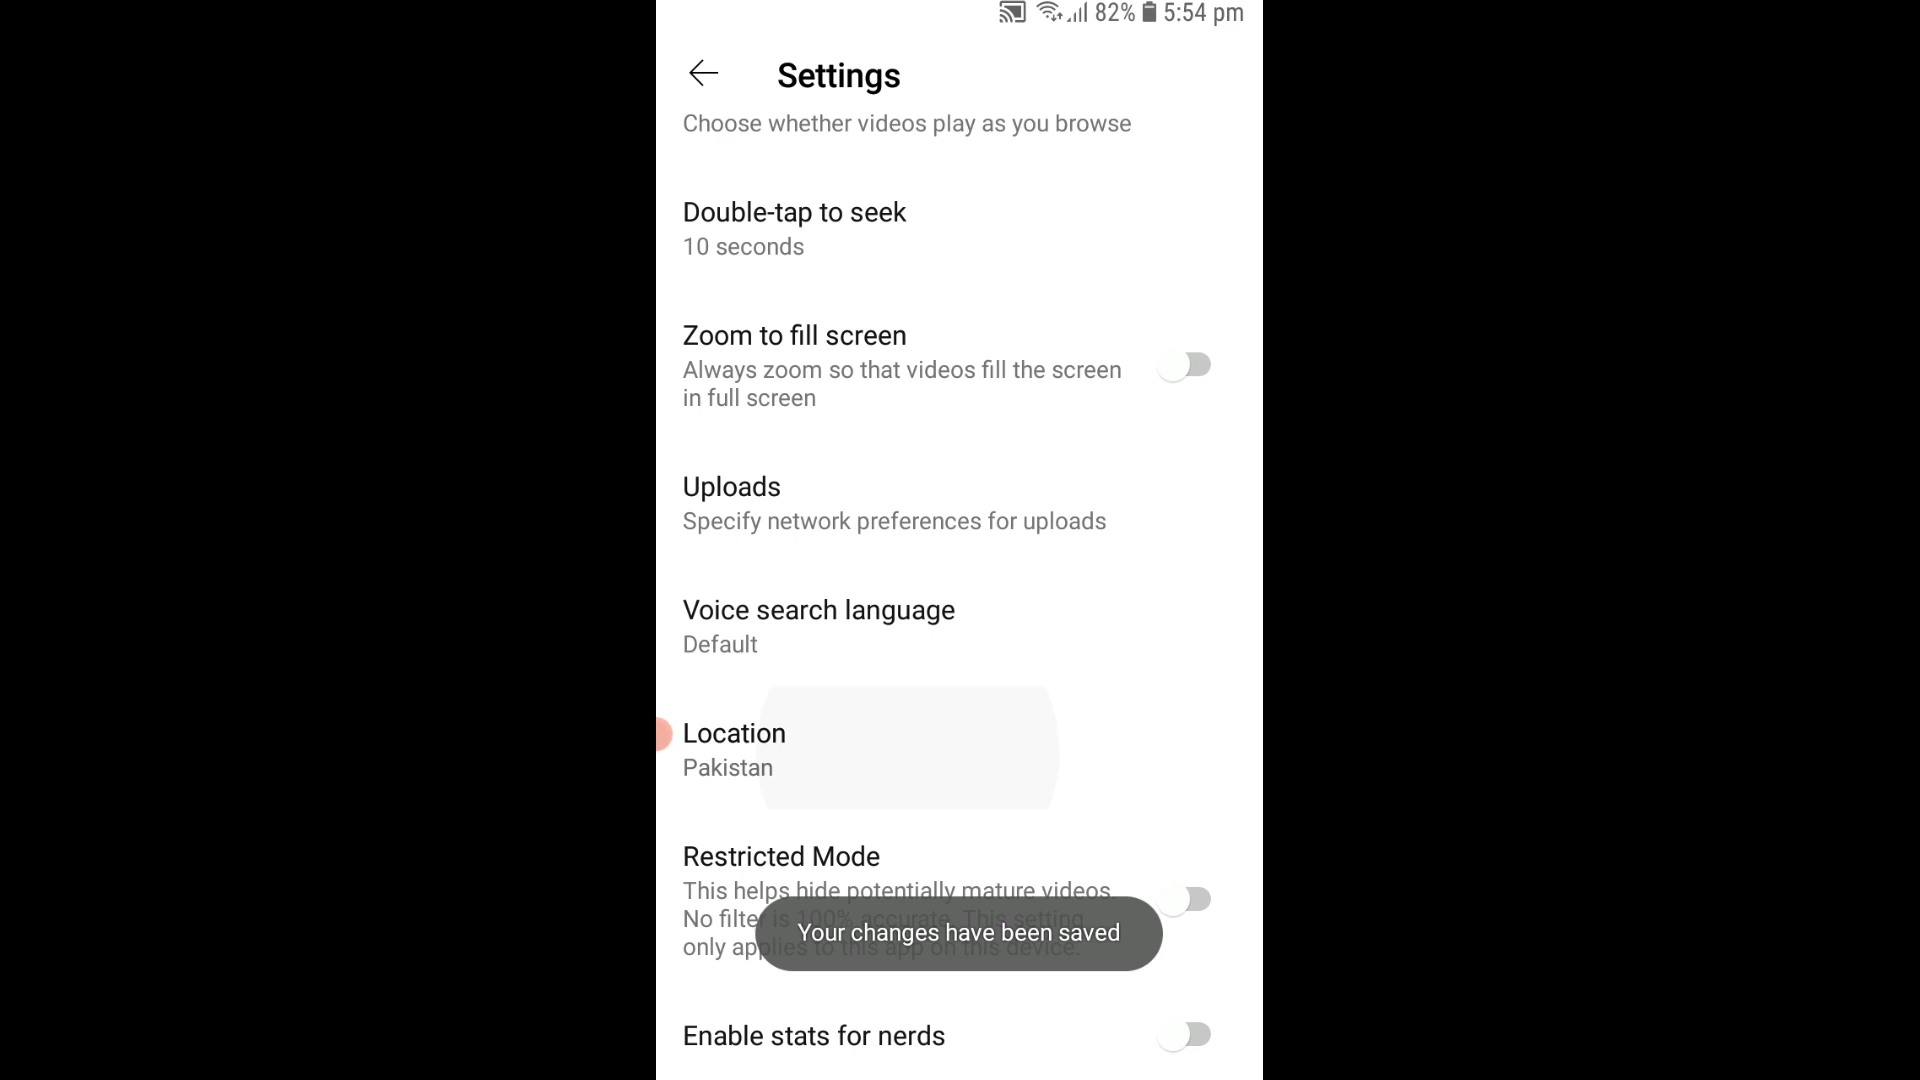 82% 5:54 pm
Settings
Choose whether videos play as you browse
Double-tap to seek
10 seconds
Zoom to fill screen
Always zoom so that videos fill the screen
in full screen
Uploads
Specify network preferences for uploads
Voice search language
Default
Location
Pakistan
Restricted Mode
This helps hide potentially mature videos.
No filter is 100% accurate. This setting
only applies to this app on this device.
Your changes have been saved
Enable stats for nerds